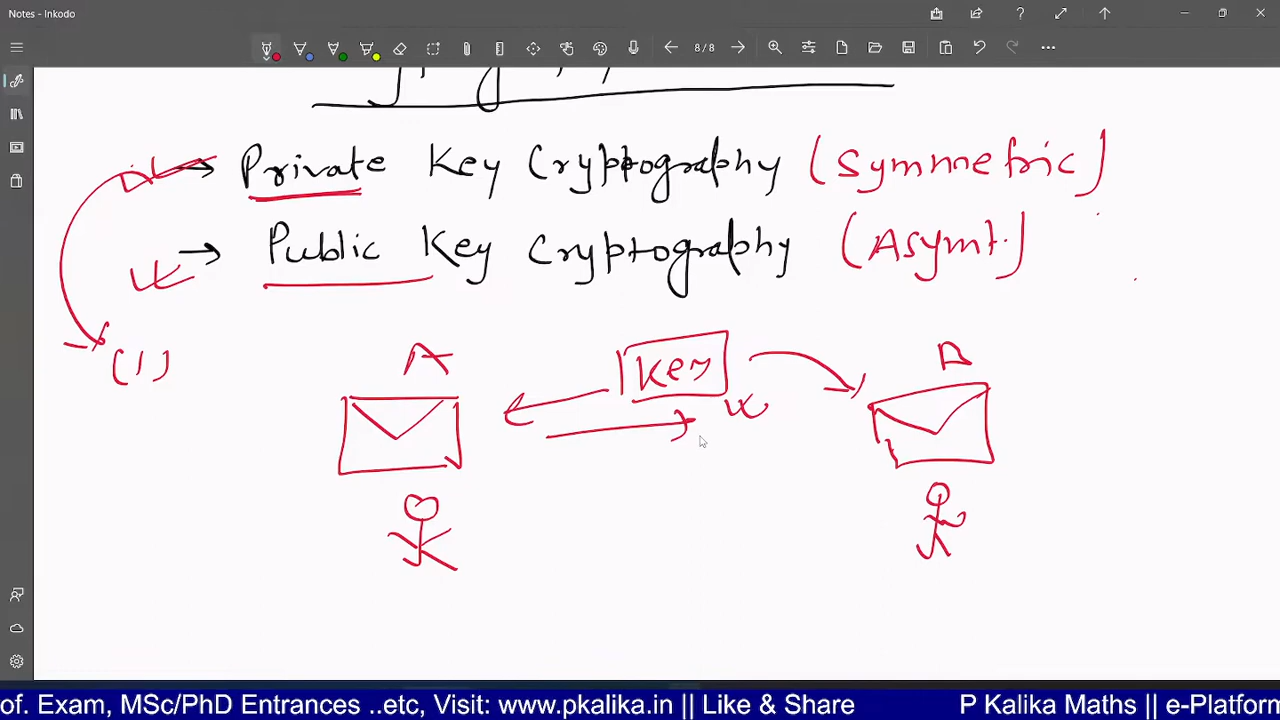 Notes - Inkodo
8/8
Private Key Cryptography (Symmetric)
Public Key Cryptography (Asymt.)
(1)
A
Key
B
of. Exam, MSc/PhD Entrances ..etc, Visit: www.pkalika.in || Like & Share P Kalika Maths || e-Platform